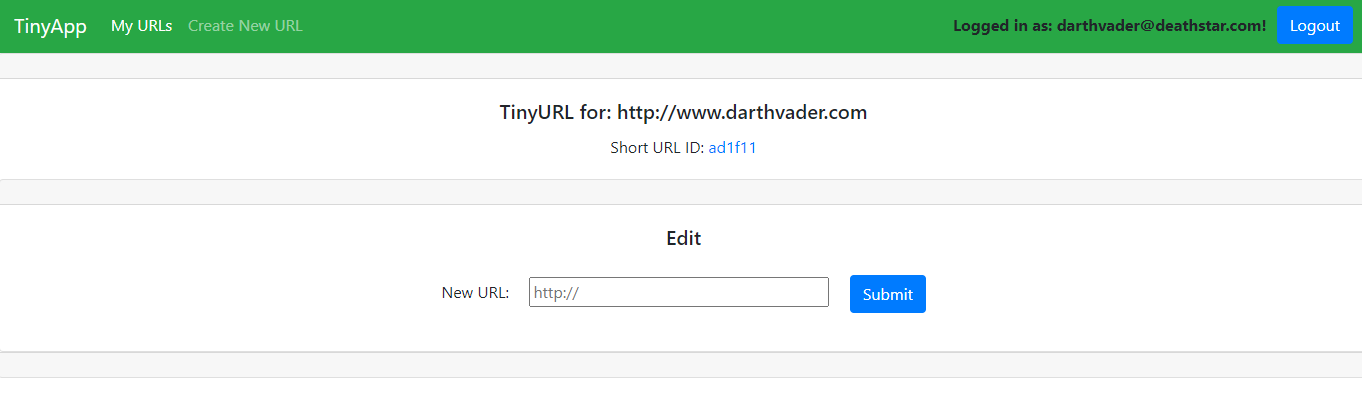 TinyApp My URLs Create New URL Logged in as: darthvader@deathstar.com! Logout
TinyURL for: http://www.darthvader.com
Short URL ID: ad1f11
Edit
New URL: http:// Submit